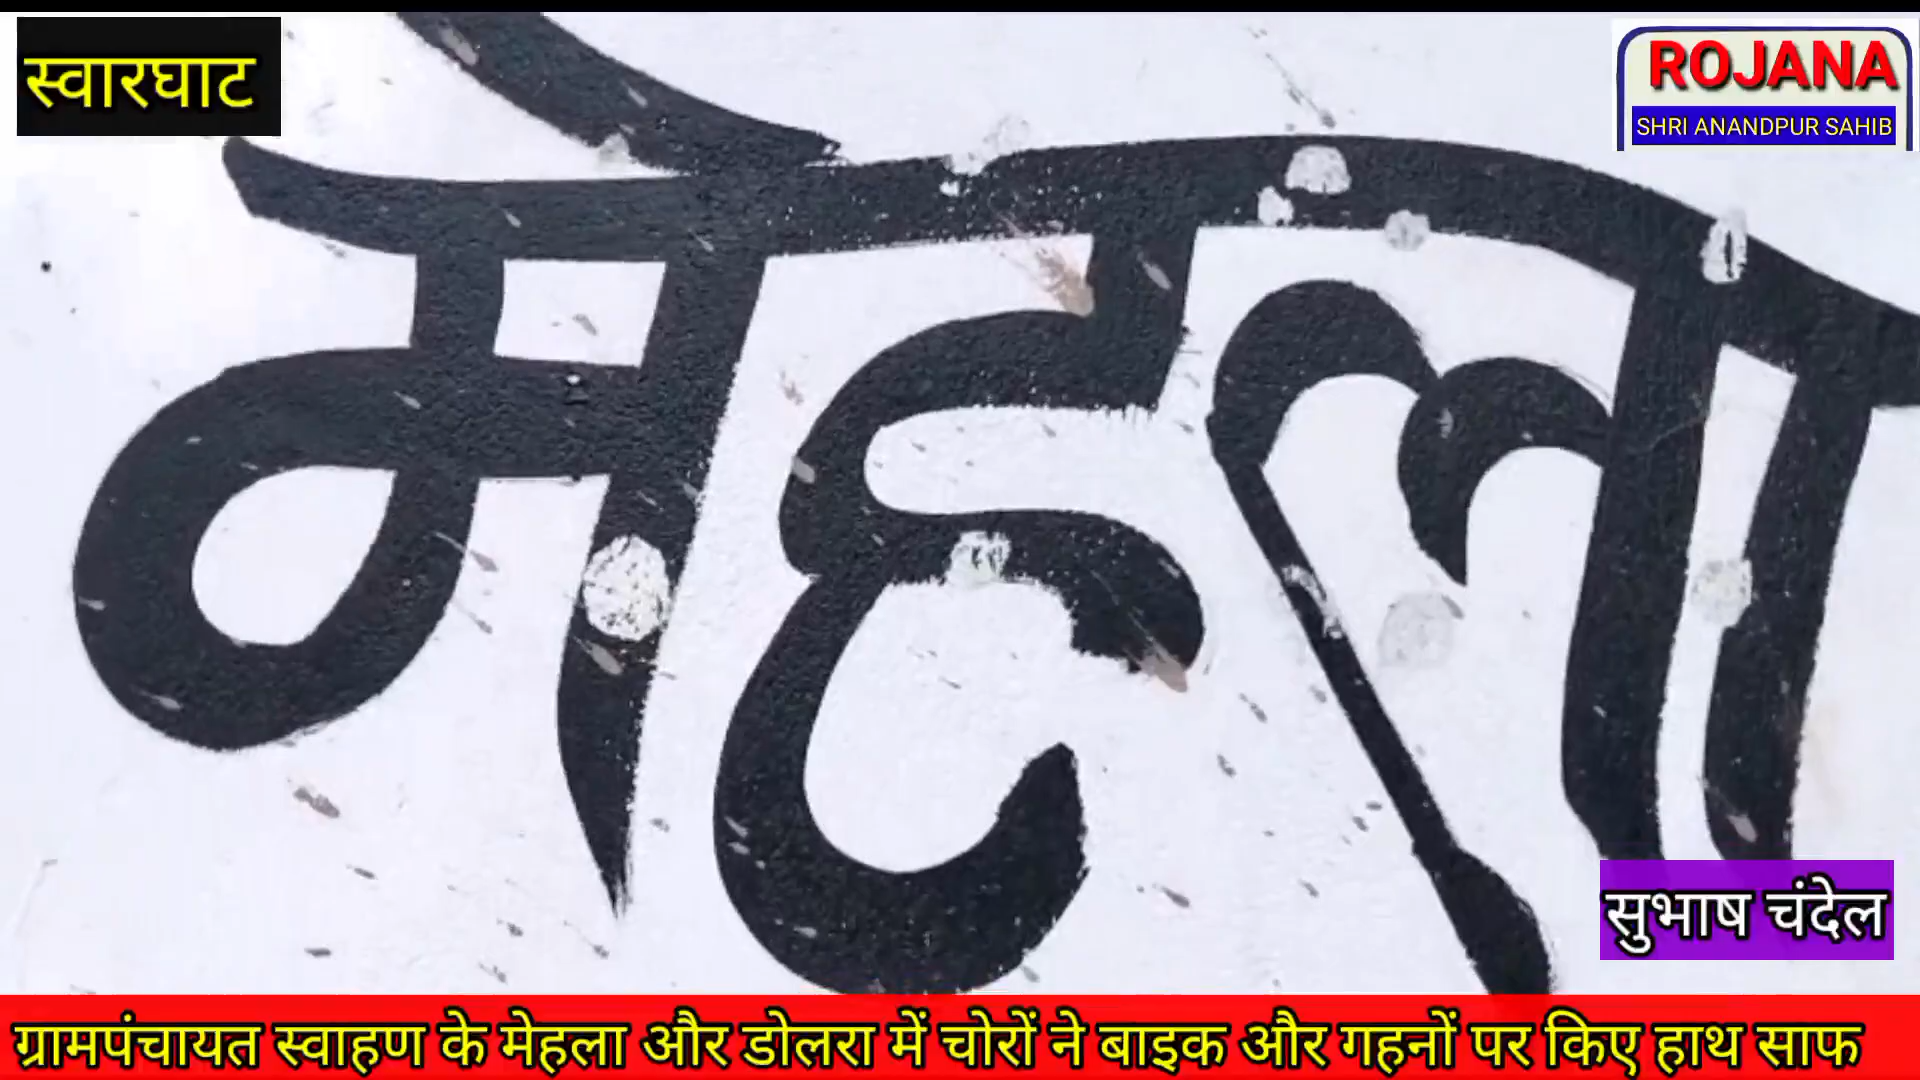 स्वारघाट
ROJANA
SHRI ANANDPUR SAHIB
मेहला
सुभाष चंदेल
ग्रामपंचायत स्वाहण के मेहला और डोलरा में चोरों ने बाइक और गहनों पर किए हाथ साफ